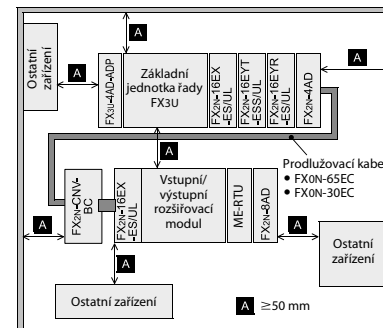 A
Ostatní
zařízení
A
FX3U-4AD-ADP
Základní
jednotka řady
FX3U
FX2N-16EX
-ES/UL
FX2N-16EYT
-ESS/UL
FX2N-16EYR
-ES/UL
FX2N-4AD
A
A
Prodlužovací kabe
• FX0N-65EC
• FX0N-30EC
FX2N-CNV-
BC
FX2N-16EX
-ES/UL
Vstupní/
výstupní
rozšiřovací
modul
ME-RTU
FX2N-8AD
A
A
A
Ostatní
zařízení
Ostatní zařízení
A ≥50 mm